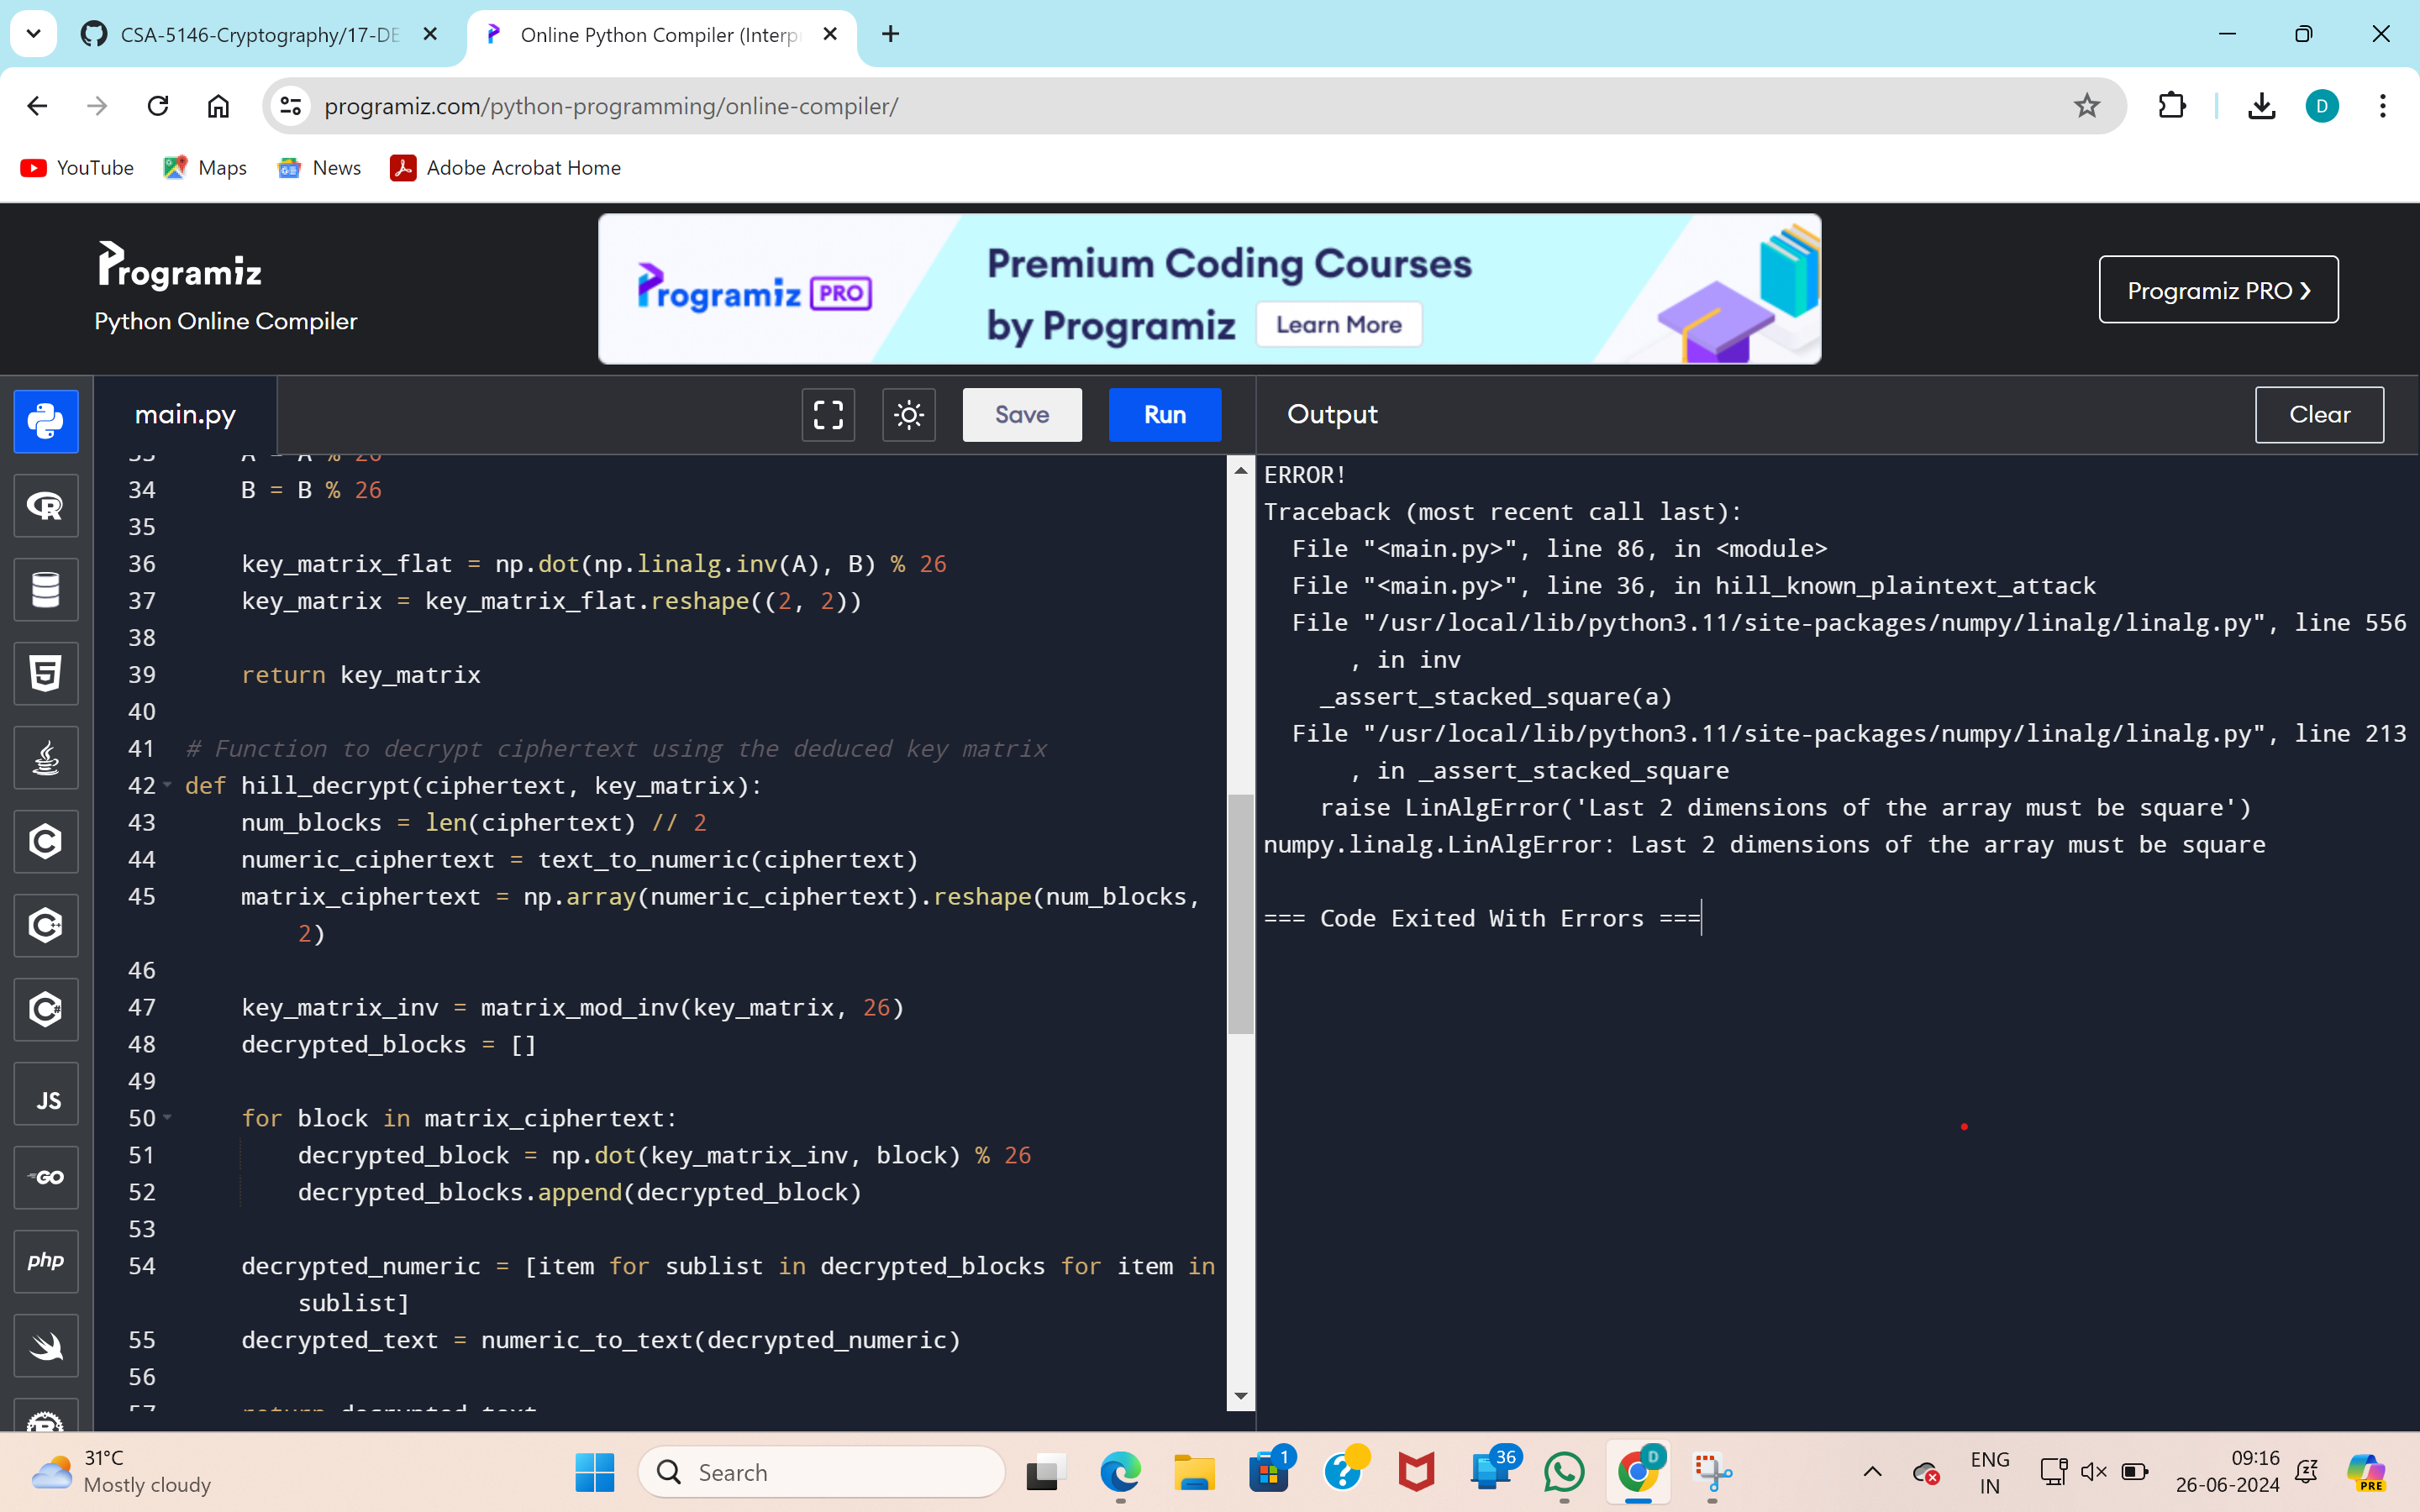 CSA-5146-Cryptography/17-DE
Online Python Compiler (Interp
programiz.com/python-programming/online-compiler/
D
YouTube
Maps
News
Adobe Acrobat Home
Programiz
Python Online Compiler
Programiz PRO
Premium Coding Courses
by Programiz
Learn More
Programiz PRO ❯
main.py
Save
Run
Output
Clear
33 A = A % 26
34 B = B % 26
35
36 key_matrix_flat = np.dot(np.linalg.inv(A), B) % 26
37 key_matrix = key_matrix_flat.reshape((2, 2))
38
39 return key_matrix
40
41 # Function to decrypt ciphertext using the deduced key matrix
42 def hill_decrypt(ciphertext, key_matrix):
43 num_blocks = len(ciphertext) // 2
44 numeric_ciphertext = text_to_numeric(ciphertext)
45 matrix_ciphertext = np.array(numeric_ciphertext).reshape(num_blocks,
2)
46
47 key_matrix_inv = matrix_mod_inv(key_matrix, 26)
48 decrypted_blocks = []
49
50 for block in matrix_ciphertext:
51 decrypted_block = np.dot(key_matrix_inv, block) % 26
52 decrypted_blocks.append(decrypted_block)
53
54 decrypted_numeric = [item for sublist in decrypted_blocks for item in
sublist]
55 decrypted_text = numeric_to_text(decrypted_numeric)
56
57 return decrypted_text
ERROR!
Traceback (most recent call last):
File "<main.py>", line 86, in <module>
File "<main.py>", line 36, in hill_known_plaintext_attack
File "/usr/local/lib/python3.11/site-packages/numpy/linalg/linalg.py", line 556
, in inv
_assert_stacked_square(a)
File "/usr/local/lib/python3.11/site-packages/numpy/linalg/linalg.py", line 213
, in _assert_stacked_square
raise LinAlgError('Last 2 dimensions of the array must be square')
numpy.linalg.LinAlgError: Last 2 dimensions of the array must be square
=== Code Exited With Errors ===
R
5
C
C++
C#
JS
GO
php
31°C
Mostly cloudy
Search
1
36
D
ENG
IN
09:16
26-06-2024
PRE